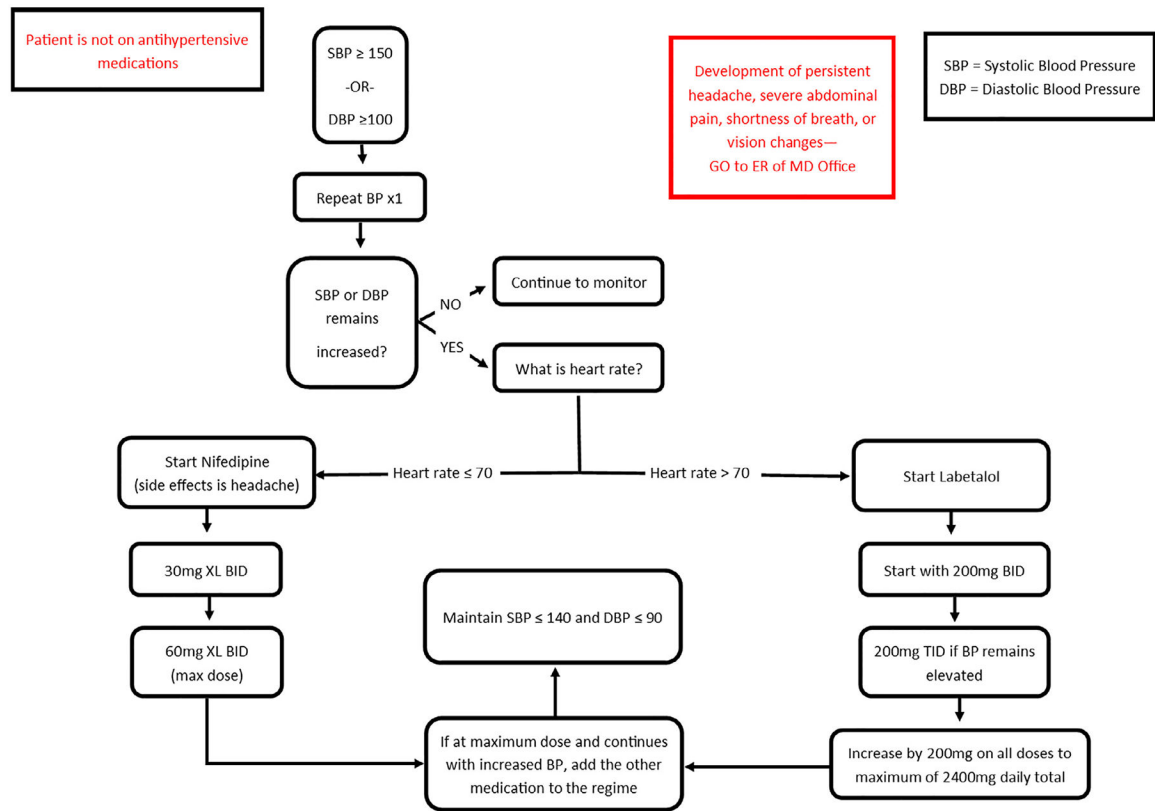 Patient is not on antihypertensive
medications
SBP ≥ 150
-OR-
DBP ≥100
Development of persistent
headache, severe abdominal
pain, shortness of breath, or
vision changes—
GO to ER of MD Office
SBP = Systolic Blood Pressure
DBP = Diastolic Blood Pressure
Repeat BP x1
SBP or DBP
remains
increased?
NO
Continue to monitor
YES
What is heart rate?
Start Nifedipine
(side effects is headache)
Heart rate ≤ 70
Heart rate > 70
Start Labetalol
30mg XL BID
Start with 200mg BID
60mg XL BID
(max dose)
Maintain SBP ≤ 140 and DBP ≤ 90
200mg TID if BP remains
elevated
If at maximum dose and continues
with increased BP, add the other
medication to the regime
Increase by 200mg on all doses to
maximum of 2400mg daily total